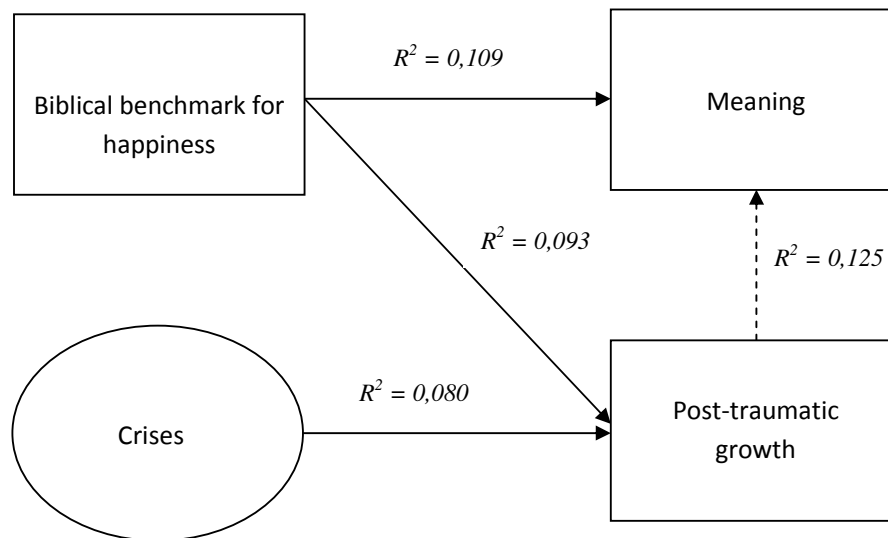 R² = 0,109
Biblical benchmark for
happiness
Meaning
R² = 0,093
R² = 0,125
R² = 0,080
Crises
Post-traumatic
growth